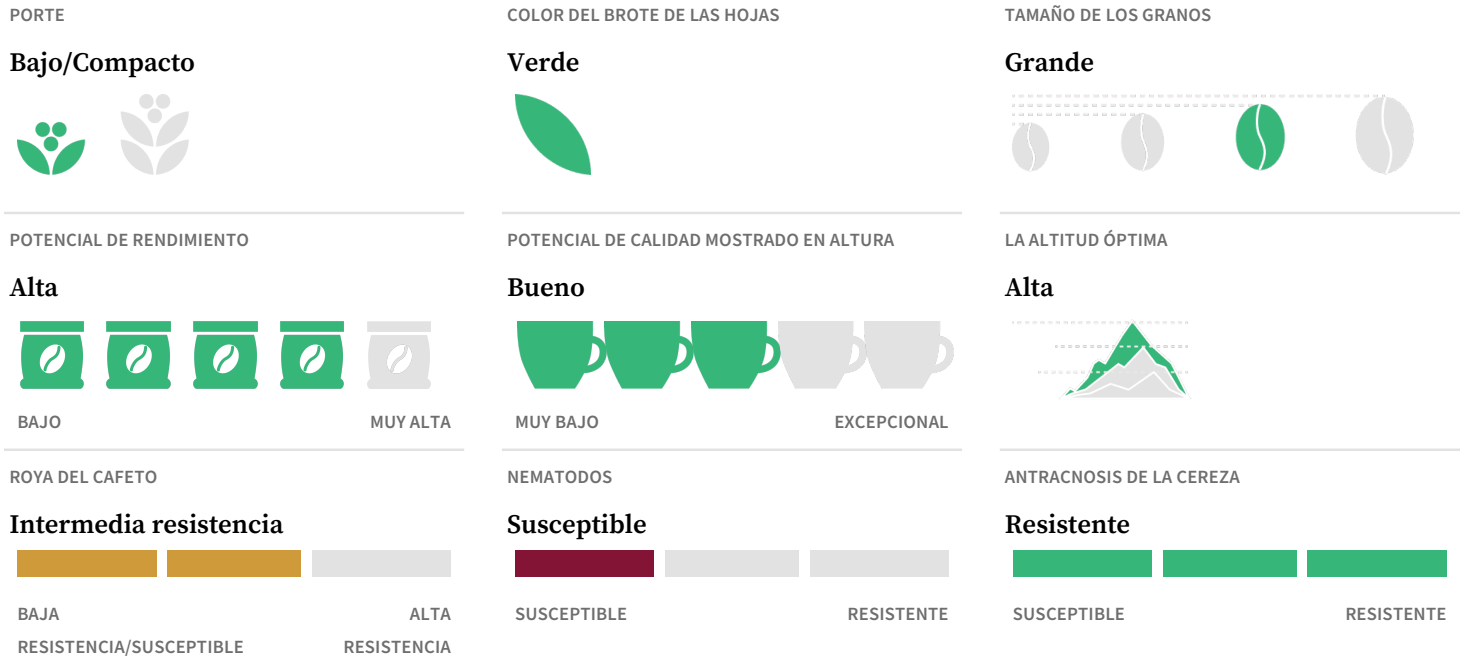 PORTE
Bajo/Compacto
COLOR DEL BROTE DE LAS HOJAS
Verde
TAMAÑO DE LOS GRANOS
Grande
POTENCIAL DE RENDIMIENTO
Alta
BAJO
MUY ALTA
POTENCIAL DE CALIDAD MOSTRADO EN ALTURA
Bueno
MUY BAJO
EXCEPCIONAL
LA ALTITUD ÓPTIMA
Alta
ROYA DEL CAFETO
Intermedia resistencia
BAJA
RESISTENCIA/SUSCEPTIBLE
ALTA
RESISTENCIA
NEMATODOS
Susceptible
SUSCEPTIBLE
RESISTENTE
ANTRACNOSIS DE LA CEREZA
Resistente
SUSCEPTIBLE
RESISTENTE